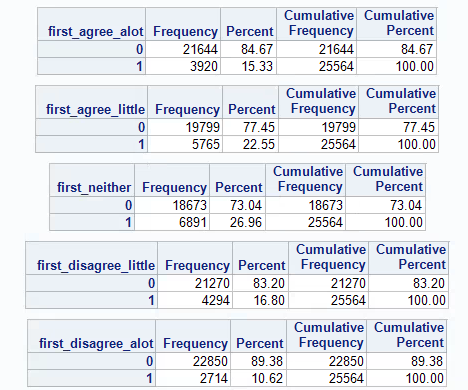 first_agree_alot Frequency Percent Cumulative Frequency Cumulative Percent
0 21644 84.67 21644 84.67
1 3920 15.33 25564 100.00
first_agree_little Frequency Percent Cumulative Frequency Cumulative Percent
0 19799 77.45 19799 77.45
1 5765 22.55 25564 100.00
first_neither Frequency Percent Cumulative Frequency Cumulative Percent
0 18673 73.04 18673 73.04
1 6891 26.96 25564 100.00
first_disagree_little Frequency Percent Cumulative Frequency Cumulative Percent
0 21270 83.20 21270 83.20
1 4294 16.80 25564 100.00
first_disagree_alot Frequency Percent Cumulative Frequency Cumulative Percent
0 22850 89.38 22850 89.38
1 2714 10.62 25564 100.00